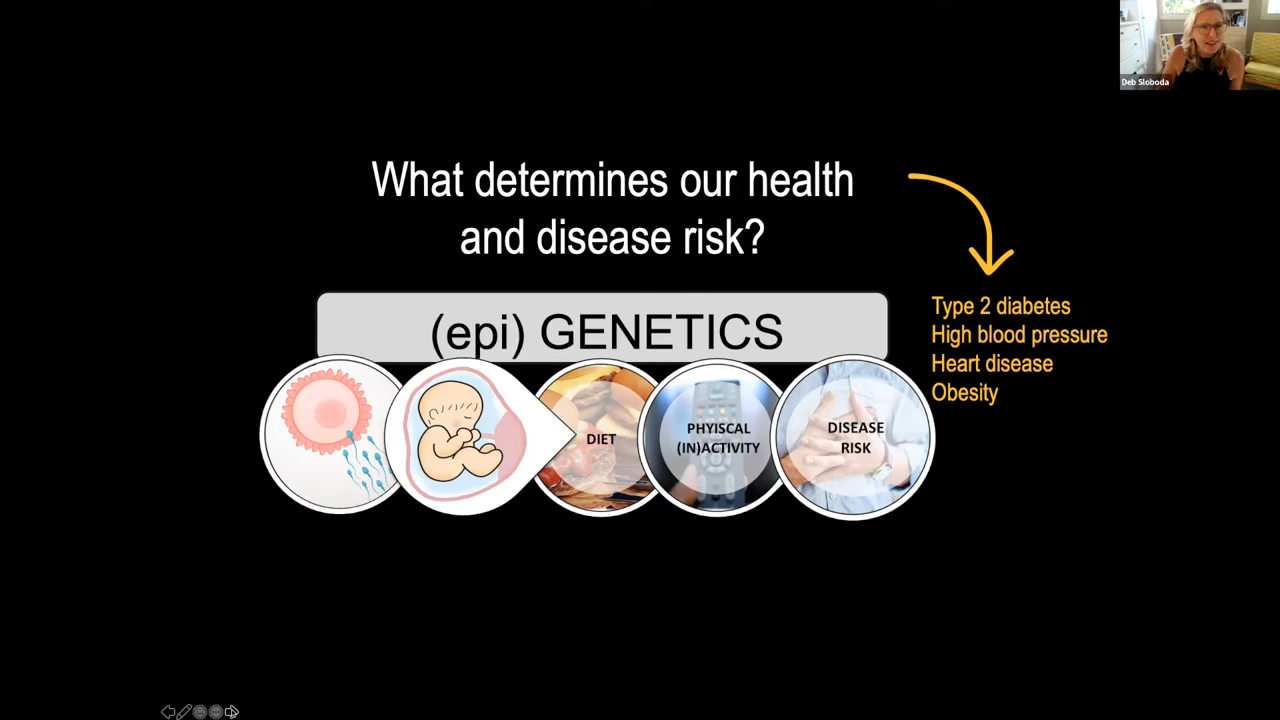 Deb Sloboda
What determines our health
and disease risk?
(epi) GENETICS
Type 2 diabetes
High blood pressure
Heart disease
Obesity
DIET
PHYISCAL
(IN)ACTIVITY
DISEASE
RISK